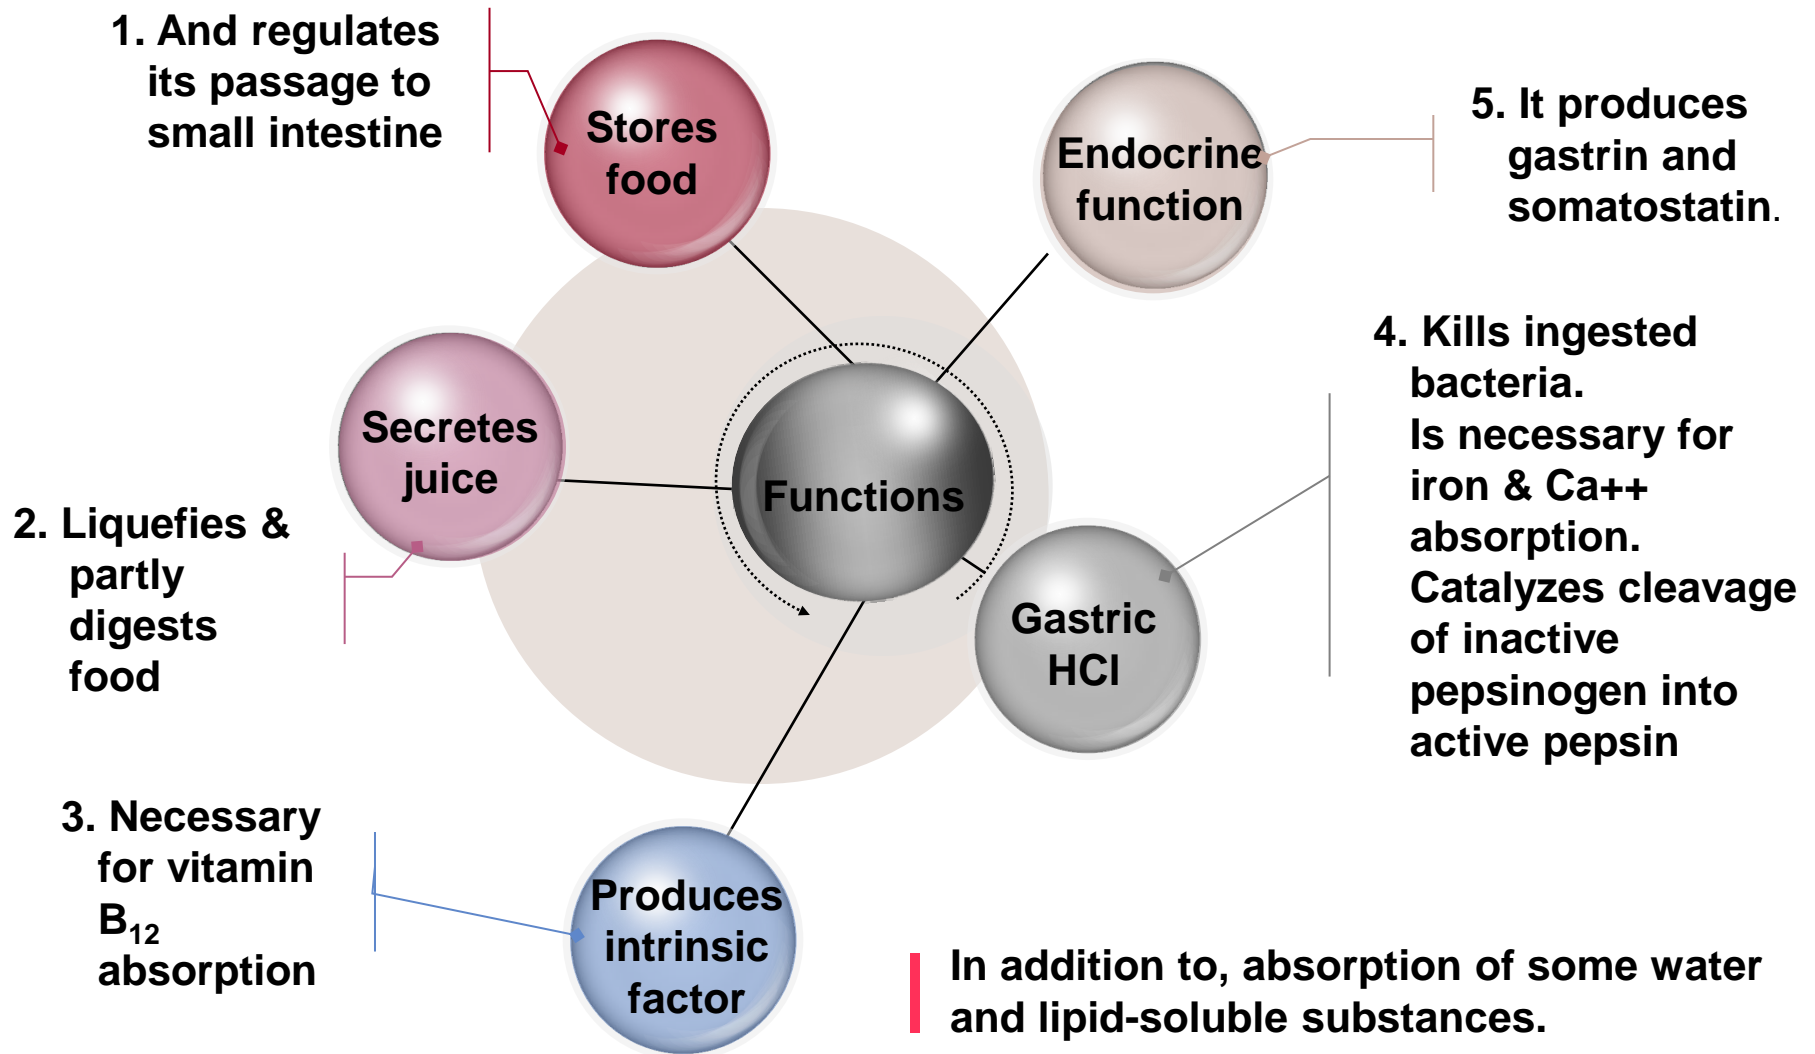 1. And regulates
its passage to
small intestine
Stores
food
Endocrine
function
5. It produces
gastrin and
somatostatin.
Secretes
juice
2. Liquefies &
partly
digests
food
Functions
4. Kills ingested
bacteria.
Is necessary for
iron & Ca++
absorption.
Catalyzes cleavage
of inactive
pepsinogen into
active pepsin
Gastric
HCl
3. Necessary
for vitamin
B₁₂
absorption
Produces
intrinsic
factor
In addition to, absorption of some water
and lipid-soluble substances.